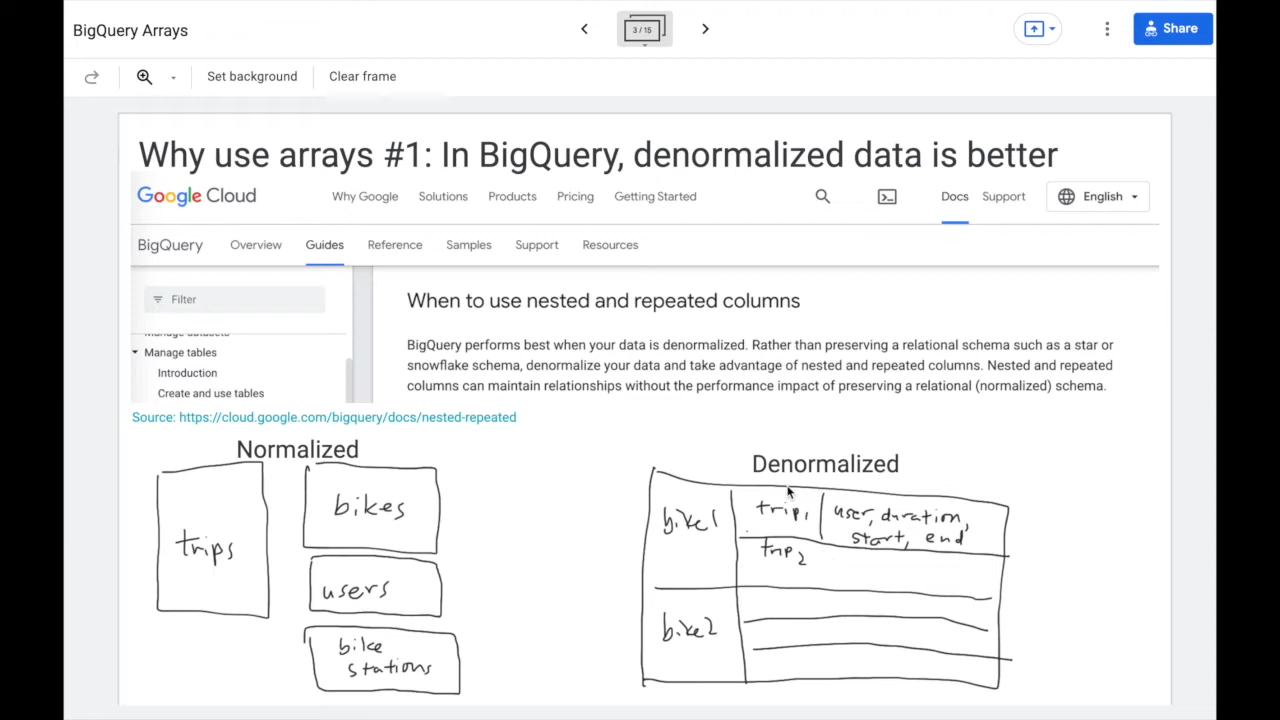 BigQuery Arrays
3 / 15
Share
Set background
Clear frame
Why use arrays #1: In BigQuery, denormalized data is better
Google Cloud
Why Google
Solutions
Products
Pricing
Getting Started
Docs
Support
English
BigQuery
Overview
Guides
Reference
Samples
Support
Resources
Filter
Manage datasets
Manage tables
Introduction
Create and use tables
When to use nested and repeated columns
BigQuery performs best when your data is denormalized. Rather than preserving a relational schema such as a star or
snowflake schema, denormalize your data and take advantage of nested and repeated columns. Nested and repeated
columns can maintain relationships without the performance impact of preserving a relational (normalized) schema.
Source: https://cloud.google.com/bigquery/docs/nested-repeated
Normalized
trips
bikes
users
bike
stations
Denormalized
bike1
trip1
user, duration,
start, end
trip2
bike2